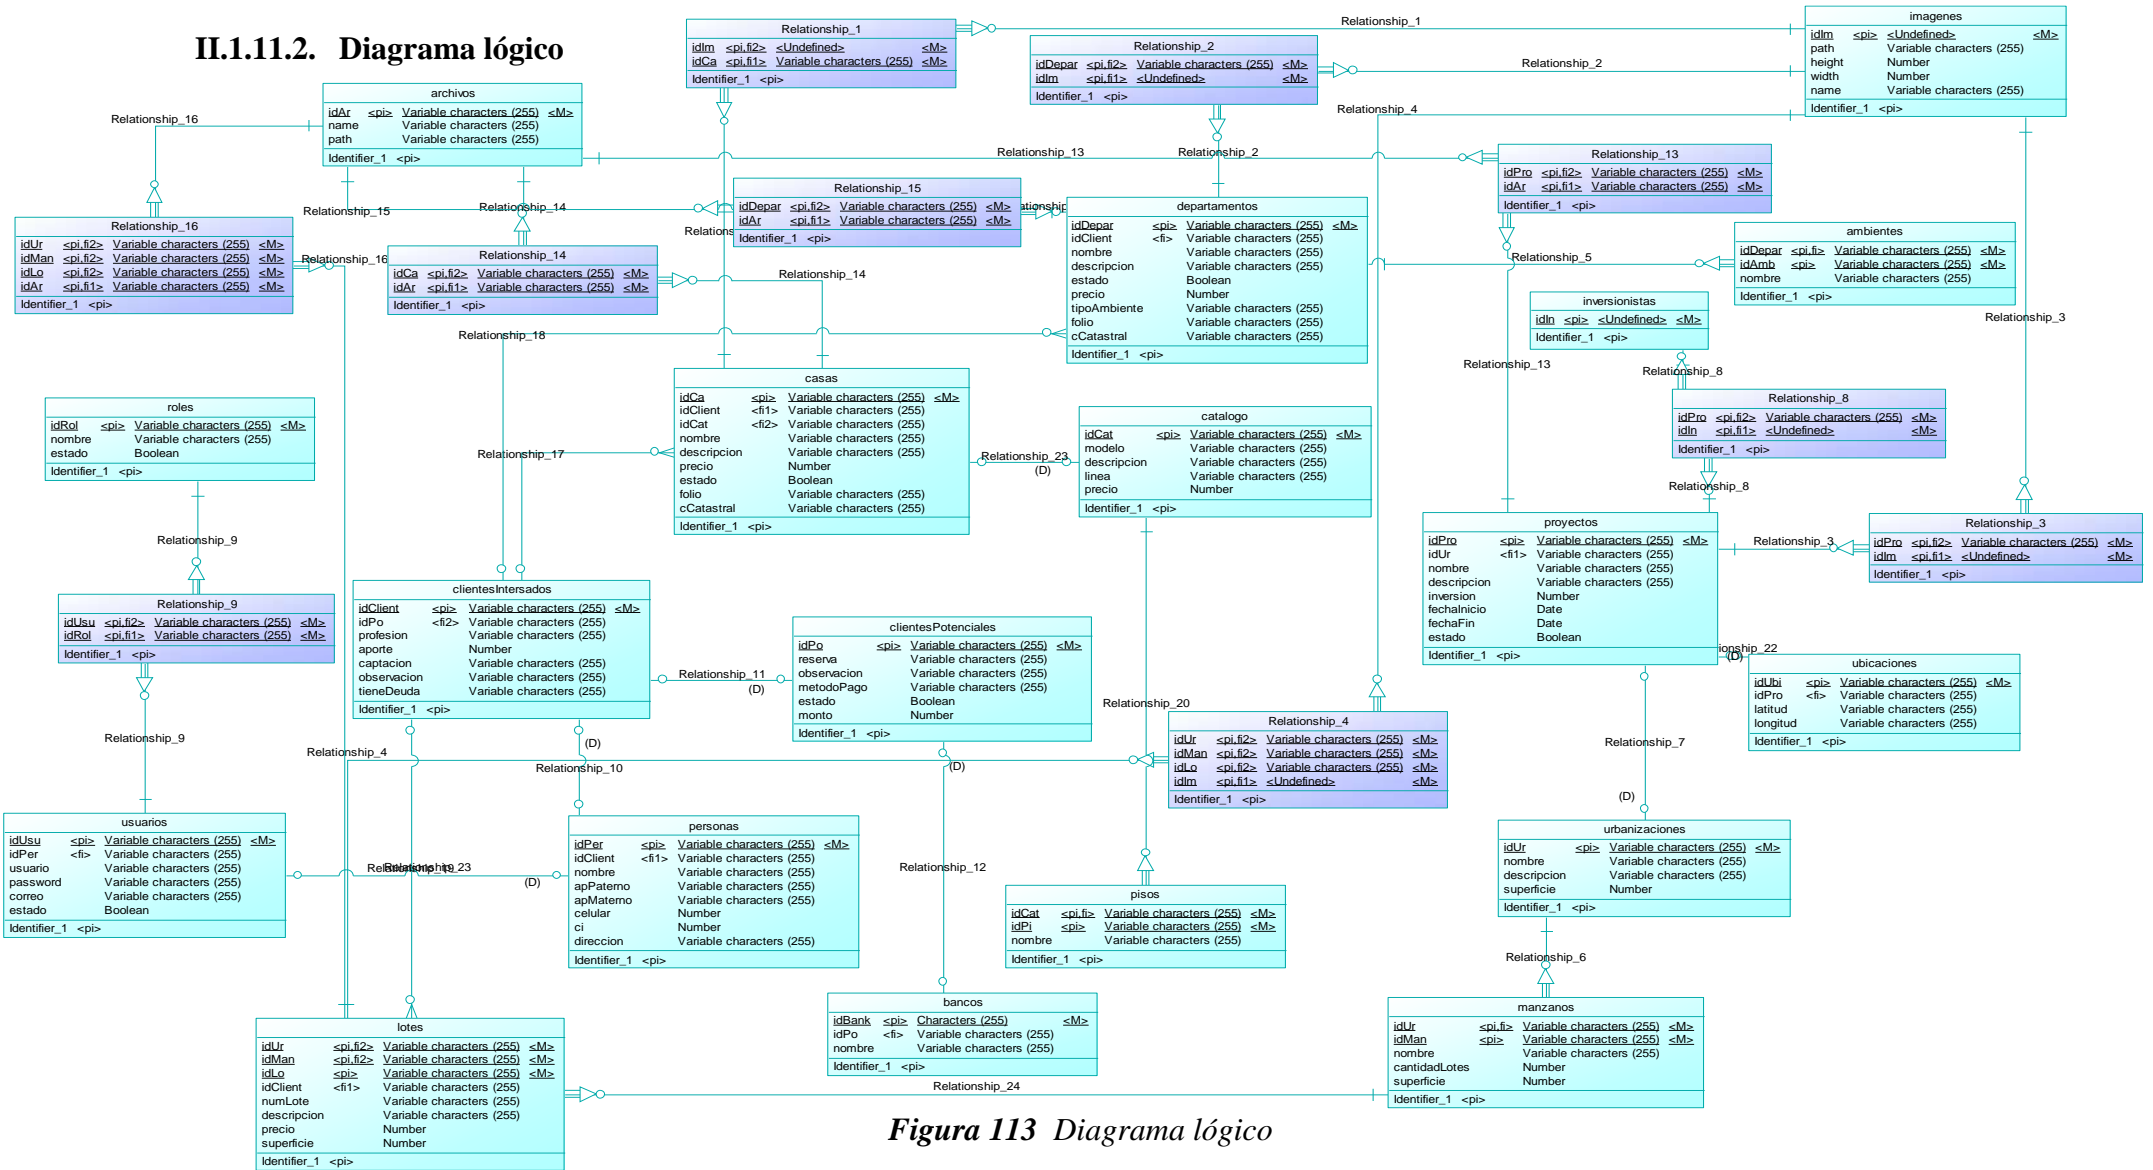 II.1.11.2. Diagrama lógico
Relationship_1
idIm <pi,fi2> <Undefined> <M>
idCa <pi,fi1> Variable characters (255) <M>
Identifier_1 <pi>
Relationship_1
Relationship_2
idDepar <pi,fi2> Variable characters (255) <M>
idIm <pi,fi1> <Undefined> <M>
Identifier_1 <pi>
Relationship_2
imagenes
idIm <pi> <Undefined> <M>
path Variable characters (255)
height Number
width Number
name Variable characters (255)
Identifier_1 <pi>
Relationship_4
archivos
idAr <pi> Variable characters (255) <M>
name Variable characters (255)
path Variable characters (255)
Identifier_1 <pi>
Relationship_16
Relationship_13
Relationship_2
Relationship_13
idPro <pi,fi2> Variable characters (255) <M>
idAr <pi,fi1> Variable characters (255) <M>
Identifier_1 <pi>
Relationship_15
idDepar <pi,fi2> Variable characters (255) <M>
idAr <pi,fi1> Variable characters (255) <M>
Identifier_1 <pi>
Relationship_15
Relationship_14
Relations
ationship
Relationship_16
idUr <pi,fi2> Variable characters (255) <M>
idMan <pi,fi2> Variable characters (255) <M>
idLo <pi,fi2> Variable characters (255) <M>
idAr <pi,fi1> Variable characters (255) <M>
Identifier_1 <pi>
Relationship_16
Relationship_14
idCa <pi,fi2> Variable characters (255) <M>
idAr <pi,fi1> Variable characters (255) <M>
Identifier_1 <pi>
Relationship_14
departamentos
idDepar <pi> Variable characters (255) <M>
idClient <fi> Variable characters (255)
nombre Variable characters (255)
descripcion Variable characters (255)
estado Boolean
precio Number
tipoAmbiente Variable characters (255)
folio Variable characters (255)
cCatastral Variable characters (255)
Identifier_1 <pi>
Relationship_5
ambientes
idDepar <pi,fi> Variable characters (255) <M>
idAmb <pi> Variable characters (255) <M>
nombre Variable characters (255)
Identifier_1 <pi>
inversionistas
idIn <pi> <Undefined> <M>
Identifier_1 <pi>
Relationship_3
Relationship_18
Relationship_13
Relationship_8
Relationship_8
idPro <pi,fi2> Variable characters (255) <M>
idIn <pi,fi1> <Undefined> <M>
Identifier_1 <pi>
Relationship_8
casas
idCa <pi> Variable characters (255) <M>
idClient <fi1> Variable characters (255)
idCat <fi2> Variable characters (255)
nombre Variable characters (255)
descripcion Variable characters (255)
precio Number
estado Boolean
folio Variable characters (255)
cCatastral Variable characters (255)
Identifier_1 <pi>
Relationship_17
Relationship_23
(D)
catalogo
idCat <pi> Variable characters (255) <M>
modelo Variable characters (255)
descripcion Variable characters (255)
linea Variable characters (255)
precio Number
Identifier_1 <pi>
roles
idRol <pi> Variable characters (255) <M>
nombre Variable characters (255)
estado Boolean
Identifier_1 <pi>
Relationship_9
Relationship_9
idUsu <pi,fi2> Variable characters (255) <M>
idRol <pi,fi1> Variable characters (255) <M>
Identifier_1 <pi>
Relationship_9
proyectos
idPro <pi> Variable characters (255) <M>
idUr <fi1> Variable characters (255)
nombre Variable characters (255)
descripcion Variable characters (255)
inversion Number
fechaInicio Date
fechaFin Date
estado Boolean
Identifier_1 <pi>
Relationship_3
Relationship_3
idPro <pi,fi2> Variable characters (255) <M>
idIm <pi,fi1> <Undefined> <M>
Identifier_1 <pi>
clientesIntersados
idClient <pi> Variable characters (255) <M>
idPo <fi2> Variable characters (255)
profesion Variable characters (255)
aporte Number
captacion Variable characters (255)
observacion Variable characters (255)
tieneDeuda Variable characters (255)
Identifier_1 <pi>
Relationship_11
(D)
clientesPotenciales
idPo <pi> Variable characters (255) <M>
reserva Variable characters (255)
observacion Variable characters (255)
metodoPago Variable characters (255)
estado Boolean
monto Number
Identifier_1 <pi>
ionship_22
(D)
ubicaciones
idUbi <pi> Variable characters (255) <M>
idPro <fi> Variable characters (255)
latitud Variable characters (255)
longitud Variable characters (255)
Identifier_1 <pi>
Relationship_20
Relationship_4
idUr <pi,fi2> Variable characters (255) <M>
idMan <pi,fi2> Variable characters (255) <M>
idLo <pi,fi2> Variable characters (255) <M>
idIm <pi,fi1> <Undefined> <M>
Identifier_1 <pi>
Relationship_4
(D)
Relationship_10
(D)
Relationship_7
(D)
usuarios
idUsu <pi> Variable characters (255) <M>
idPer <fi> Variable characters (255)
usuario Variable characters (255)
password Variable characters (255)
correo Variable characters (255)
estado Boolean
Identifier_1 <pi>
(D)
personas
idPer <pi> Variable characters (255) <M>
idClient <fi1> Variable characters (255)
nombre Variable characters (255)
apPaterno Variable characters (255)
apMaterno Variable characters (255)
celular Number
ci Number
direccion Variable characters (255)
Identifier_1 <pi>
Relationship_12
pisos
idCat <pi,fi> Variable characters (255) <M>
idPi <pi> Variable characters (255) <M>
nombre Variable characters (255)
Identifier_1 <pi>
urbanizaciones
idUr <pi> Variable characters (255) <M>
nombre Variable characters (255)
descripcion Variable characters (255)
superficie Number
Identifier_1 <pi>
Relationship_6
bancos
idBank <pi> Characters (255) <M>
idPo <fi> Variable characters (255)
nombre Variable characters (255)
Identifier_1 <pi>
manzanos
idUr <pi,fi> Variable characters (255) <M>
idMan <pi> Variable characters (255) <M>
nombre Variable characters (255)
cantidadLotes Number
superficie Number
Identifier_1 <pi>
lotes
idUr <pi,fi2> Variable characters (255) <M>
idMan <pi,fi2> Variable characters (255) <M>
idLo <pi> Variable characters (255) <M>
idClient <fi1> Variable characters (255)
numLote Variable characters (255)
descripcion Variable characters (255)
precio Number
superficie Number
Identifier_1 <pi>
Relationship_24
Figura 113 Diagrama lógico